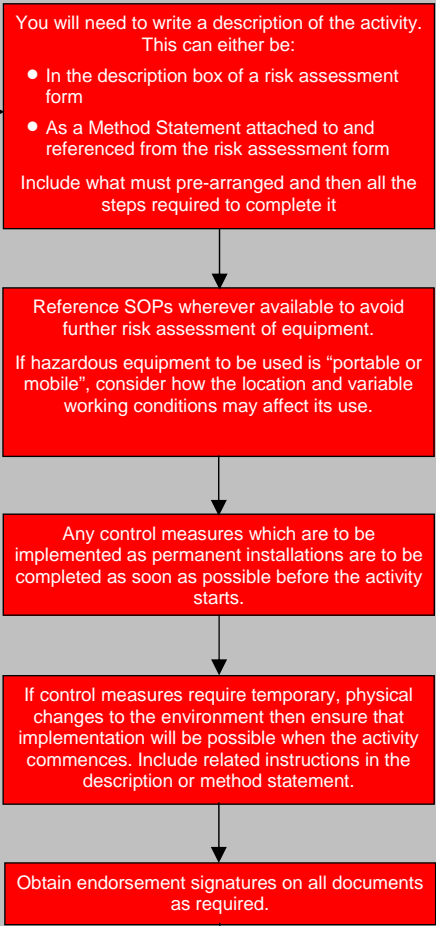 You will need to write a description of the activity.
This can either be:
● In the description box of a risk assessment
form
● As a Method Statement attached to and
referenced from the risk assessment form
Include what must pre-arranged and then all the
steps required to complete it
Reference SOPs wherever available to avoid
further risk assessment of equipment.
If hazardous equipment to be used is “portable or
mobile”, consider how the location and variable
working conditions may affect its use.
Any control measures which are to be
implemented as permanent installations are to be
completed as soon as possible before the activity
starts.
If control measures require temporary, physical
changes to the environment then ensure that
implementation will be possible when the activity
commences. Include related instructions in the
description or method statement.
Obtain endorsement signatures on all documents
as required.